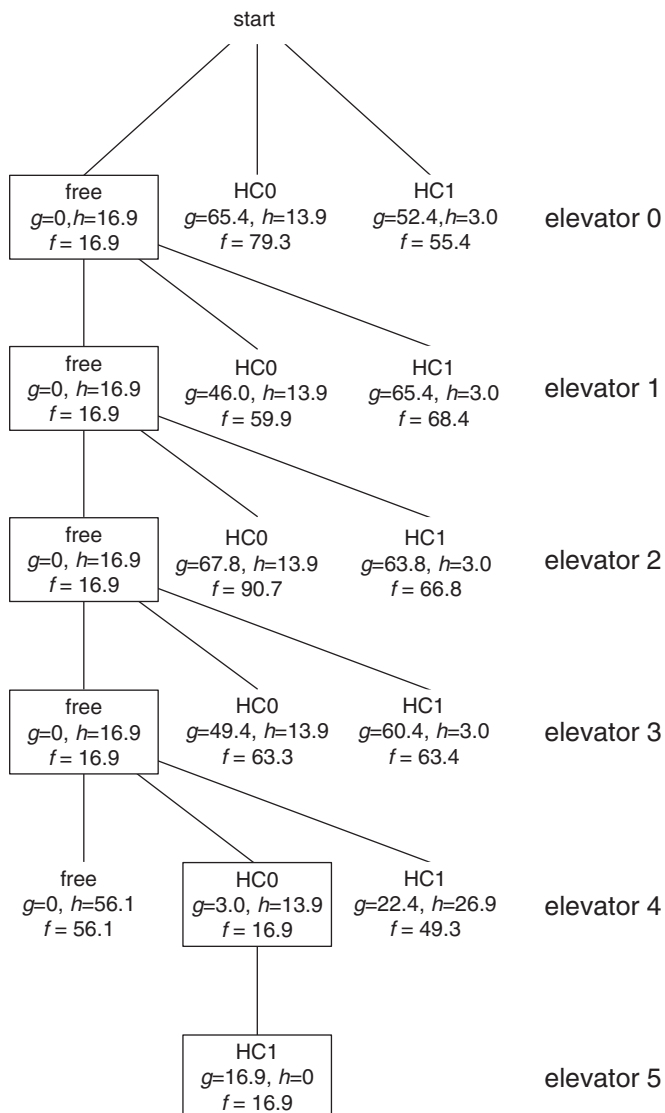 start
free
g=0,h=16.9
f = 16.9
HC0
g=65.4, h=13.9
f = 79.3
HC1
g=52.4,h=3.0
f = 55.4
elevator 0
free
g=0, h=16.9
f = 16.9
HC0
g=46.0, h=13.9
f = 59.9
HC1
g=65.4, h=3.0
f = 68.4
elevator 1
free
g=0, h=16.9
f = 16.9
HC0
g=67.8, h=13.9
f = 90.7
HC1
g=63.8, h=3.0
f = 66.8
elevator 2
free
g=0, h=16.9
f = 16.9
HC0
g=49.4, h=13.9
f = 63.3
HC1
g=60.4, h=3.0
f = 63.4
elevator 3
free
g=0, h=56.1
f = 56.1
HC0
g=3.0, h=13.9
f = 16.9
HC1
g=22.4, h=26.9
f = 49.3
elevator 4
HC1
g=16.9, h=0
f = 16.9
elevator 5